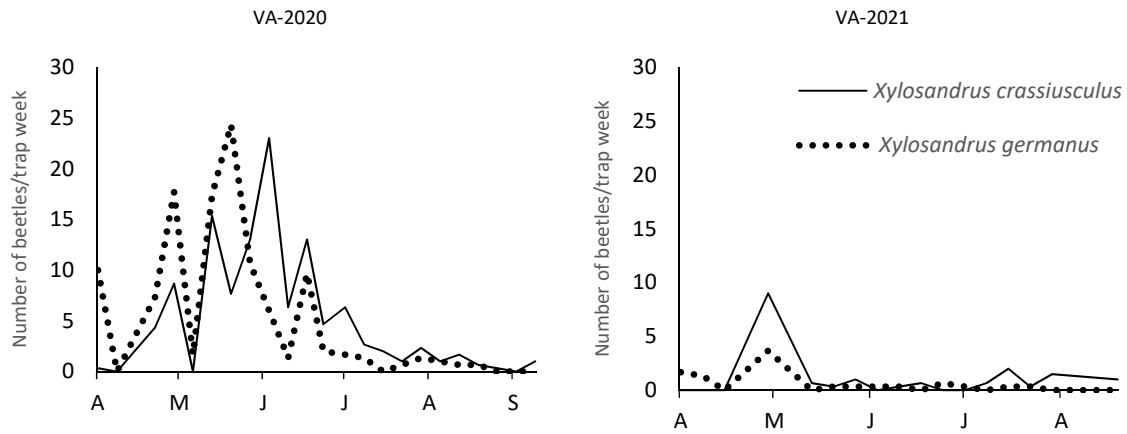 VA-2020
Number of beetles/trap week
30
25
20
15
10
5
0
A M J J A S
VA-2021
Number of beetles/trap week
30
25
20
15
10
5
0
A M J J A
Xylosandrus crassiusculus
Xylosandrus germanus